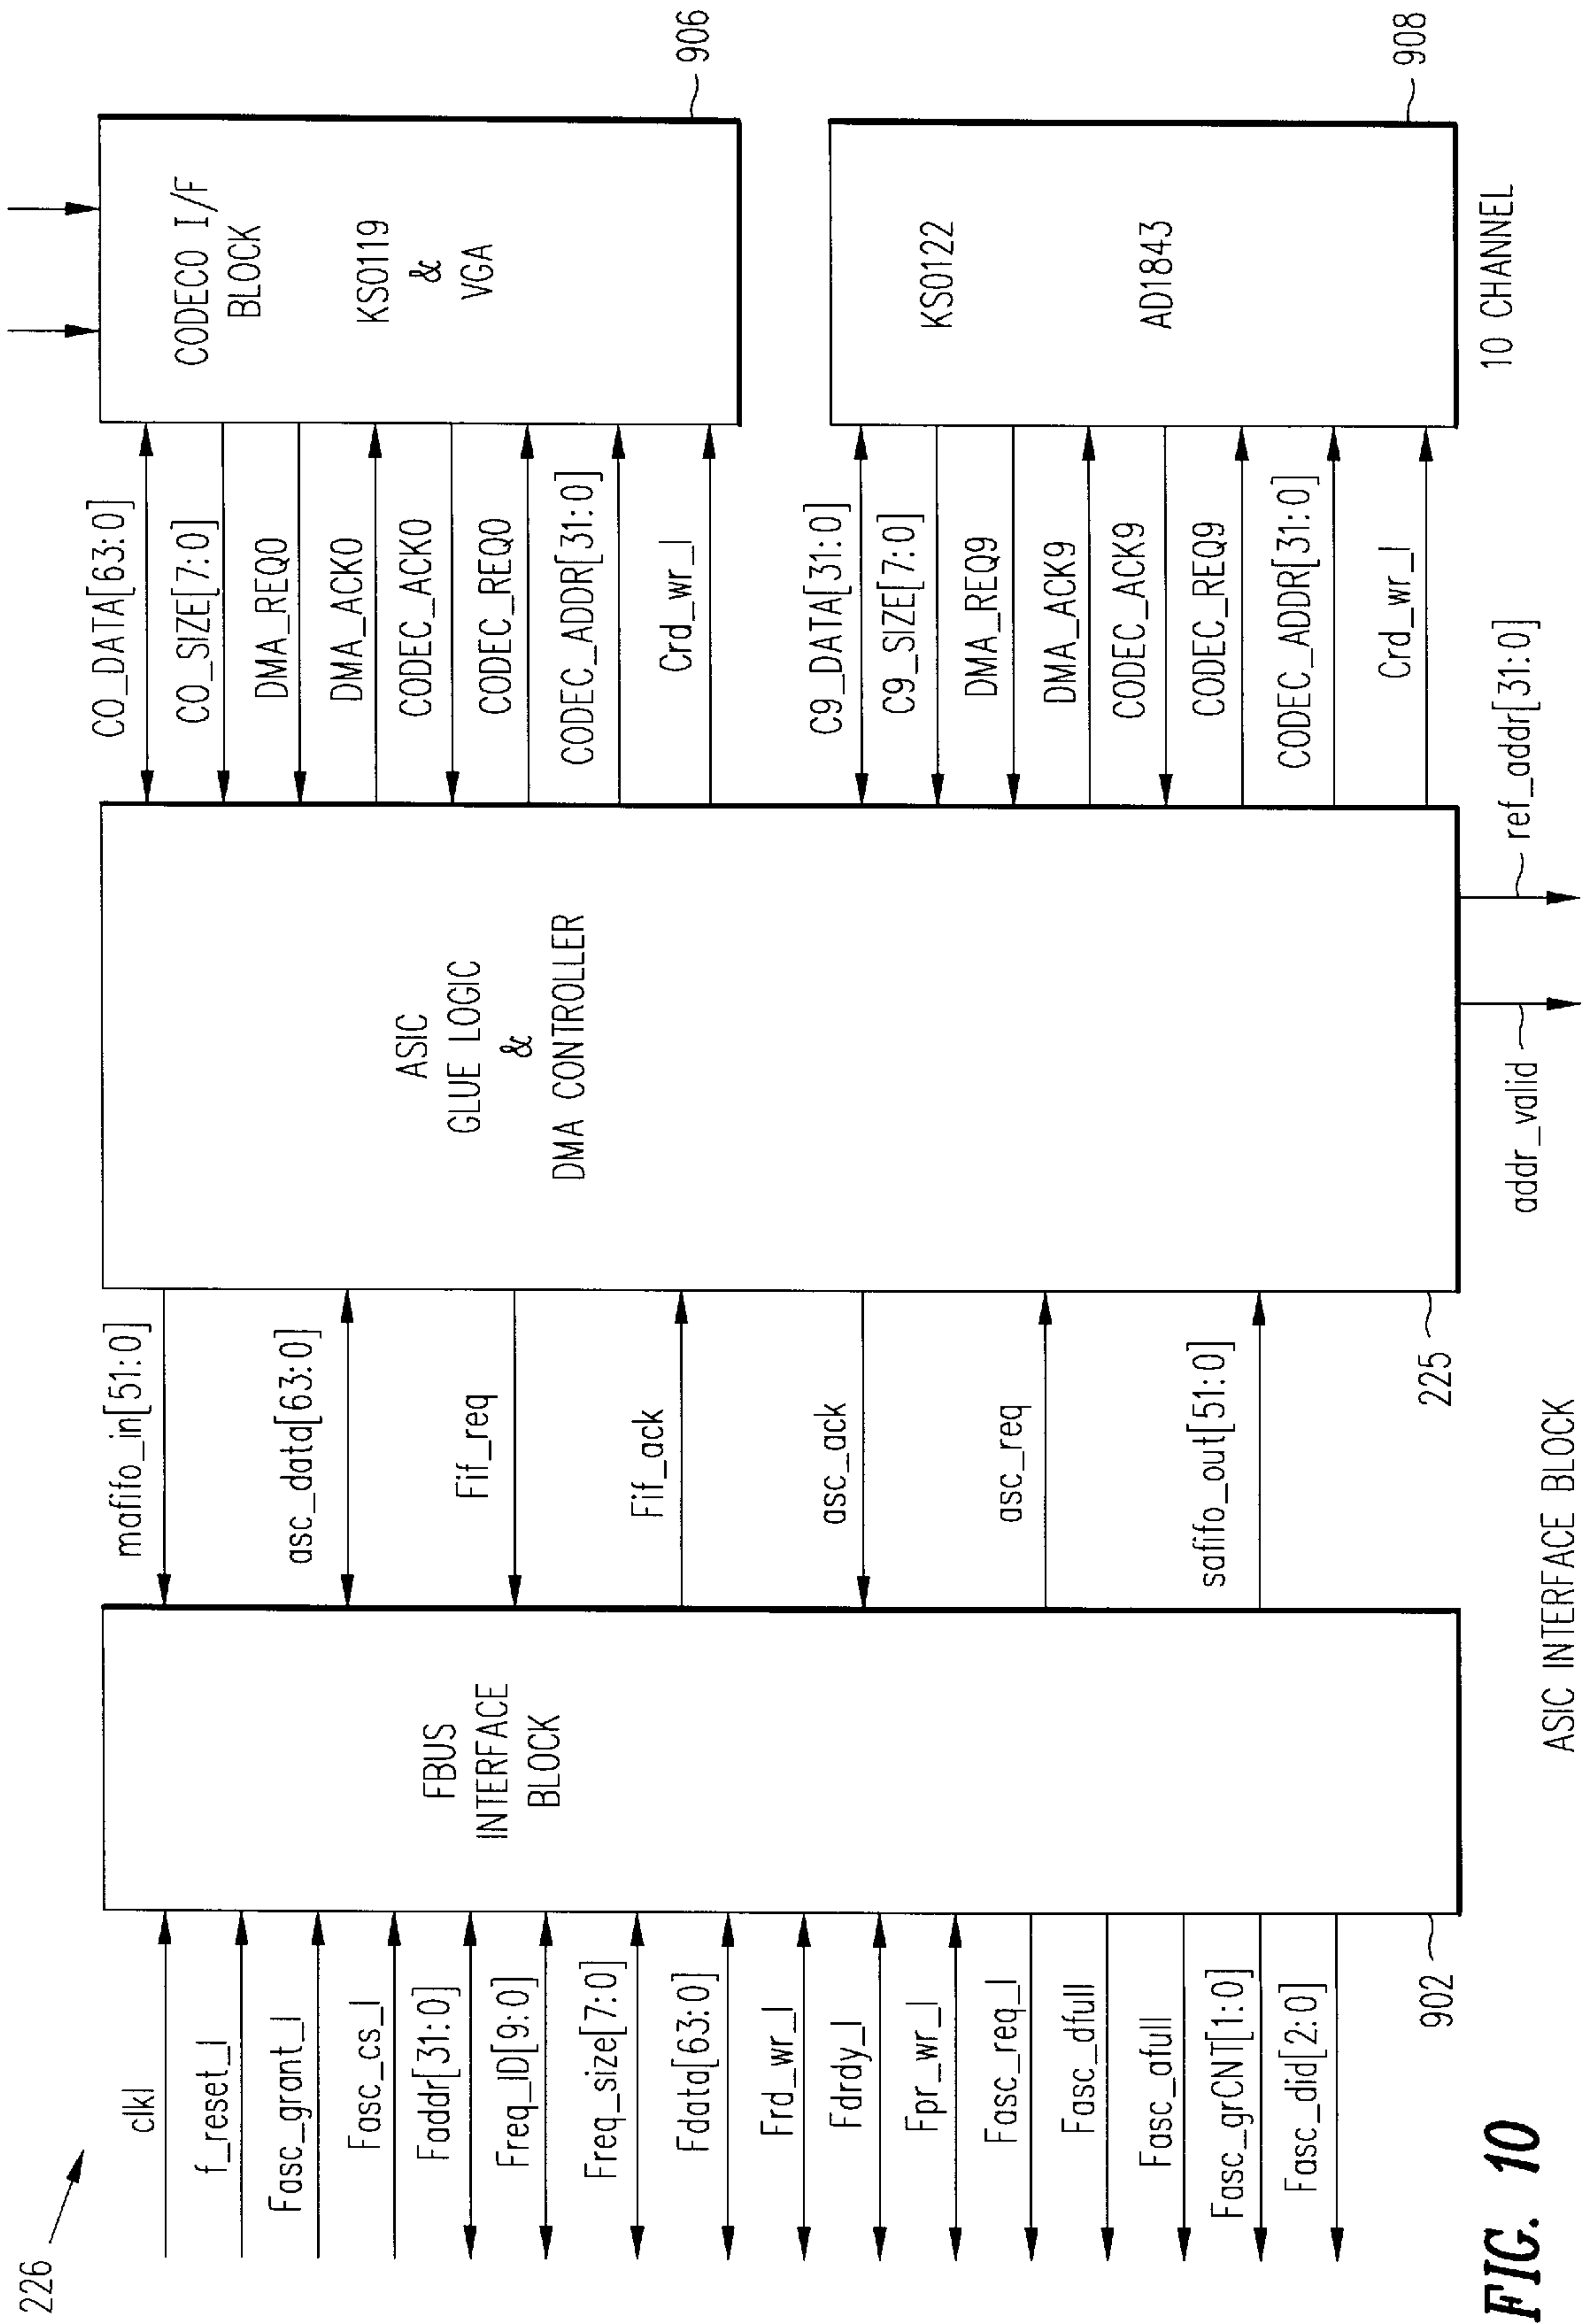 226
clkl
f_reset_l
Fasc_grant_l
Fasc_cs_l
Faddr[31:0]
Freq_ID[9:0]
Freq_size[7:0]
Fdata[63:0]
Frd_wr_l
Fdrdy_l
Fpr_wr_l
Fasc_req_l
Fasc_dfull
Fasc_afull
Fasc_grCNT[1:0]
Fasc_did[2:0]
FBUS
INTERFACE
BLOCK
902
mafifo_in[51:0]
asc_data[63:0]
Fif_req
Fif_ack
asc_ack
asc_req
safifo_out[51:0]
ASIC
GLUE LOGIC
&
DMA CONTROLLER
225
addr_valid
ref_addr[31:0]
C0_DATA[63:0]
C0_SIZE[7:0]
DMA_REQ0
DMA_ACK0
CODEC_ACK0
CODEC_REQ0
CODEC_ADDR[31:0]
Crd_wr_l
C9_DATA[31:0]
C9_SIZE[7:0]
DMA_REQ9
DMA_ACK9
CODEC_ACK9
CODEC_REQ9
CODEC_ADDR[31:0]
Crd_wr_l
CODEC0 I/F
BLOCK
KS0119
&
VGA
906
KS0122
AD1843
908
10 CHANNEL
ASIC INTERFACE BLOCK
FIG. 10